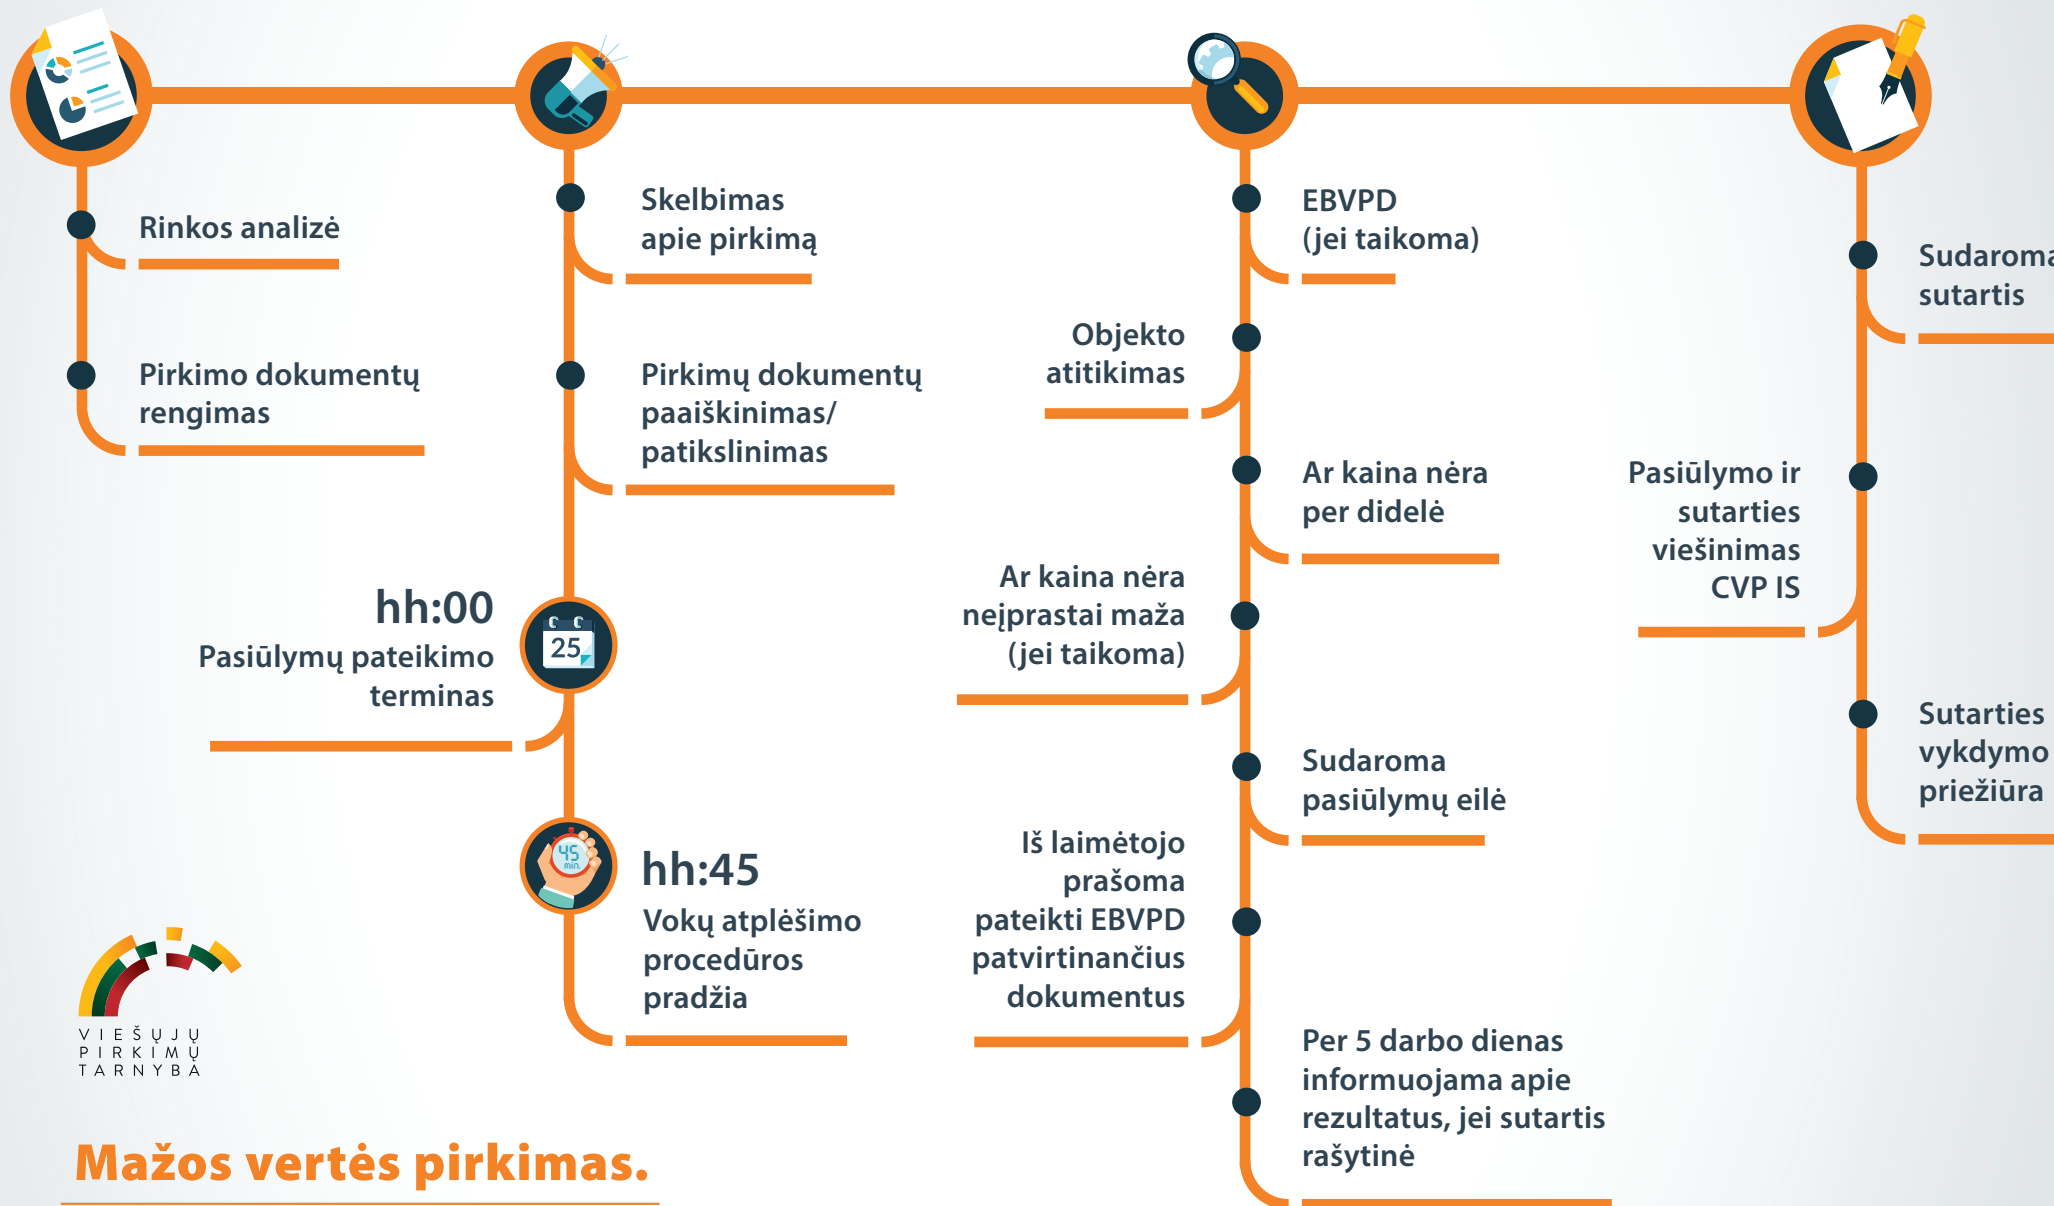 Rinkos analizė
Pirkimo dokumentų
rengimas
Skelbimas
apie pirkimą
Pirkimų dokumentų
paaiškinimas/
patikslinimas
hh:00
Pasiūlymų pateikimo
terminas
25
45
min.
hh:45
Vokų atplėšimo
procedūros
pradžia
EBVPD
(jei taikoma)
Objekto
atitikimas
Ar kaina nėra
per didelė
Ar kaina nėra
neįprastai maža
(jei taikoma)
Sudaroma
pasiūlymų eilė
Iš laimėtojo
prašoma
pateikti EBVPD
patvirtinančius
dokumentus
Per 5 darbo dienas
informuojama apie
rezultatus, jei sutartis
rašytinė
Sudaroma
sutartis
Pasiūlymo ir
sutarties
viešinimas
CVP IS
Sutarties
vykdymo
priežiūra
VIEŠŲJŲ
PIRKIMŲ
TARNYBA
Mažos vertės pirkimas.